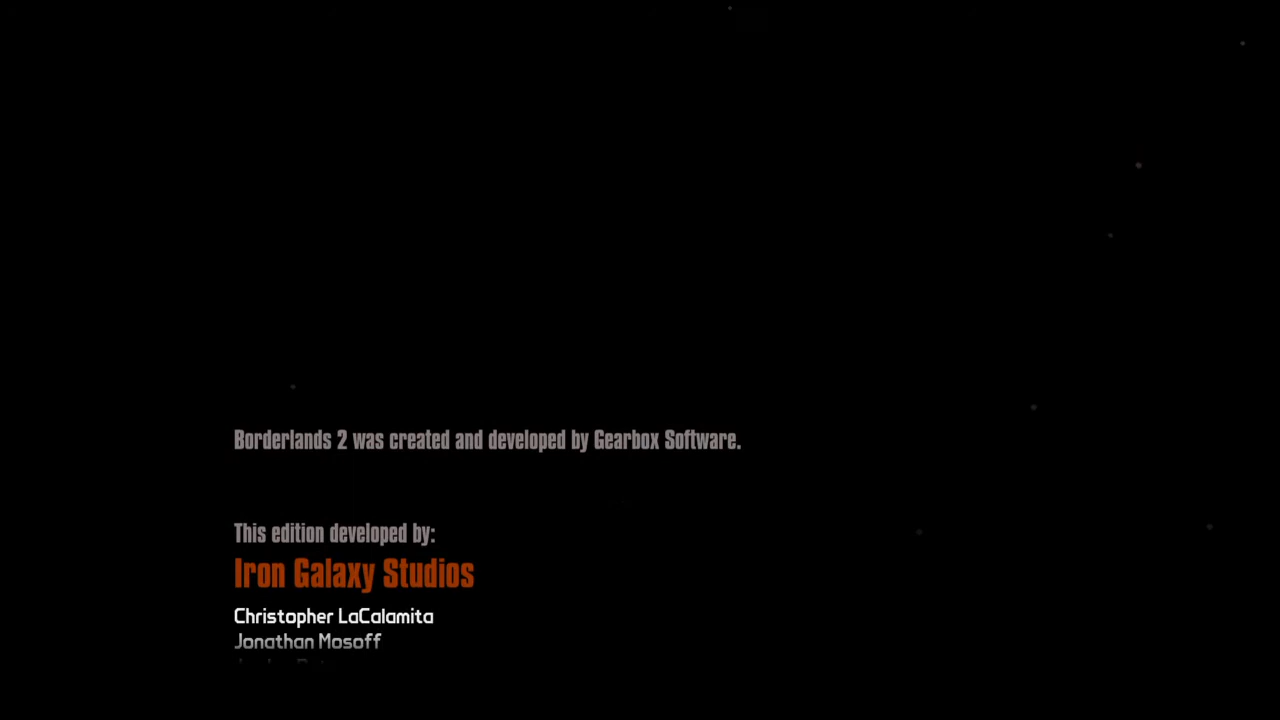 Borderlands 2 was created and developed by Gearbox Software.
This edition developed by:
Iron Galaxy Studios
Christopher LaCalamita
Jonathan Mosoff